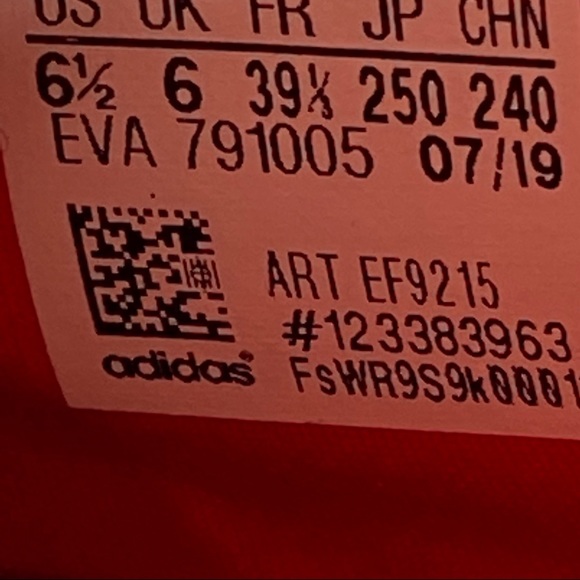 US UK FR JP CHN
6½ 6 39⅓ 250 240
EVA 791005 07/19
ART EF9215
#123383963
adidas
FsWR9S9k0001